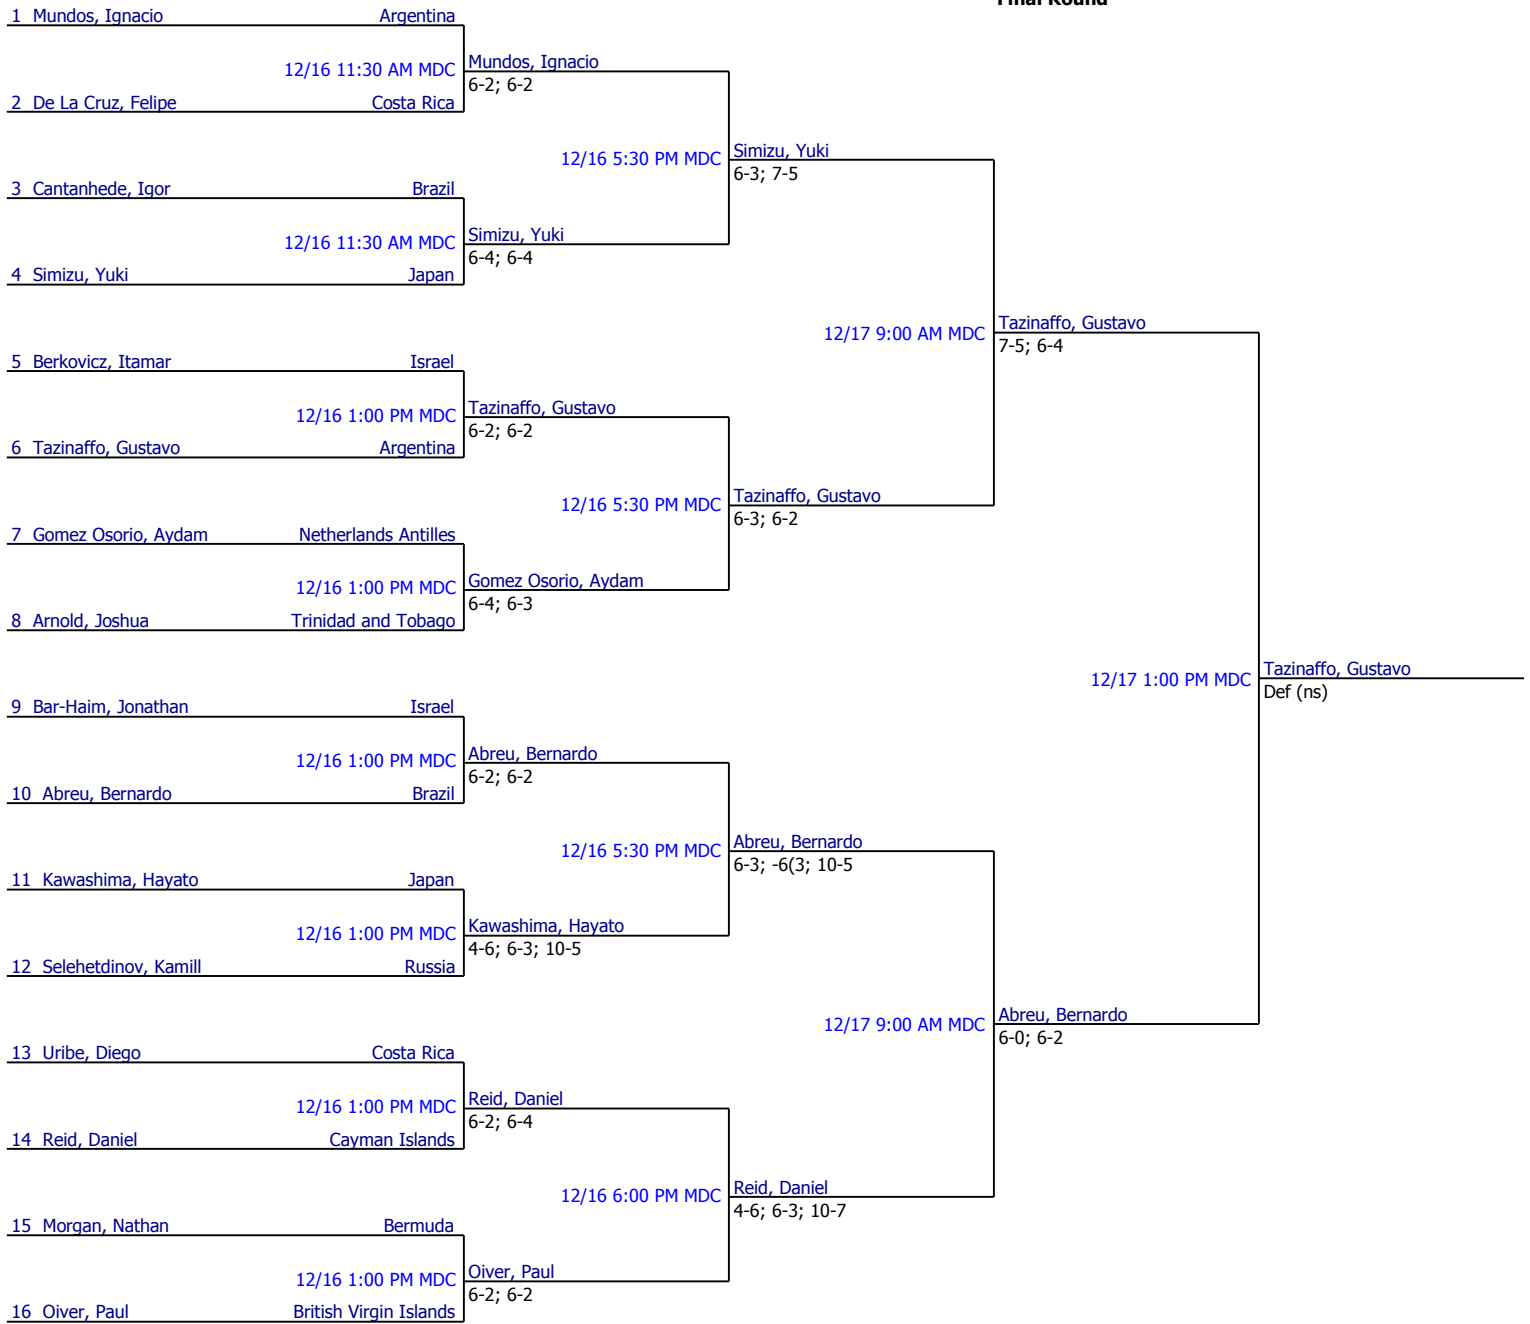 Final Round
1 Mundos, Ignacio Argentina
12/16 11:30 AM MDC Mundos, Ignacio
6-2; 6-2
2 De La Cruz, Felipe Costa Rica
12/16 5:30 PM MDC Simizu, Yuki
6-3; 7-5
3 Cantanhede, Igor Brazil
12/16 11:30 AM MDC Simizu, Yuki
6-4; 6-4
4 Simizu, Yuki Japan
12/17 9:00 AM MDC Tazinaffo, Gustavo
7-5; 6-4
5 Berkovicz, Itamar Israel
12/16 1:00 PM MDC Tazinaffo, Gustavo
6-2; 6-2
6 Tazinaffo, Gustavo Argentina
12/16 5:30 PM MDC Tazinaffo, Gustavo
6-3; 6-2
7 Gomez Osorio, Aydam Netherlands Antilles
12/16 1:00 PM MDC Gomez Osorio, Aydam
6-4; 6-3
8 Arnold, Joshua Trinidad and Tobago
12/17 1:00 PM MDC Tazinaffo, Gustavo
Def (ns)
9 Bar-Haim, Jonathan Israel
12/16 1:00 PM MDC Abreu, Bernardo
6-2; 6-2
10 Abreu, Bernardo Brazil
12/16 5:30 PM MDC Abreu, Bernardo
6-3; -6(3; 10-5
11 Kawashima, Hayato Japan
12/16 1:00 PM MDC Kawashima, Hayato
4-6; 6-3; 10-5
12 Selehetdinov, Kamill Russia
12/17 9:00 AM MDC Abreu, Bernardo
6-0; 6-2
13 Uribe, Diego Costa Rica
12/16 1:00 PM MDC Reid, Daniel
6-2; 6-4
14 Reid, Daniel Cayman Islands
12/16 6:00 PM MDC Reid, Daniel
4-6; 6-3; 10-7
15 Morgan, Nathan Bermuda
12/16 1:00 PM MDC Oiver, Paul
6-2; 6-2
16 Oiver, Paul British Virgin Islands